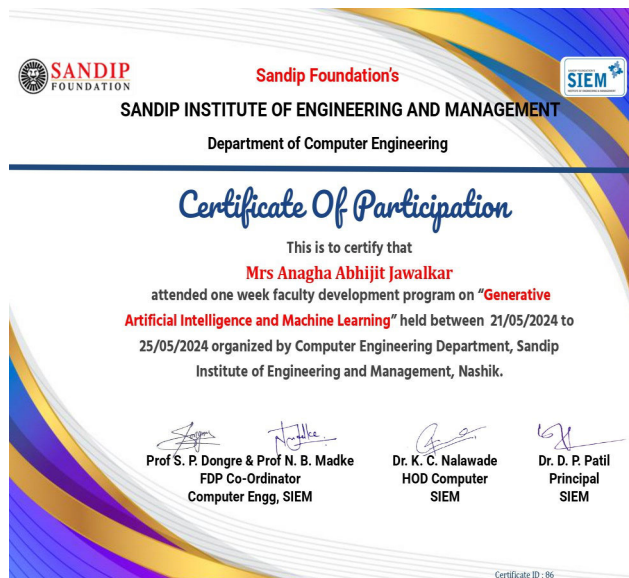 SANDIP
FOUNDATION
Sandip Foundation's
SIEM
SANDIP INSTITUTE OF ENGINEERING AND MANAGEMENT
Department of Computer Engineering
Certificate Of Participation
This is to certify that
Mrs Anagha Abhijit Jawalkar
attended one week faculty development program on “Generative
Artificial Intelligence and Machine Learning” held between 21/05/2024 to
25/05/2024 organized by Computer Engineering Department, Sandip
Institute of Engineering and Management, Nashik.
Prof S. P. Dongre & Prof N. B. Madke
FDP Co-Ordinator
Computer Engg, SIEM
Dr. K. C. Nalawade
HOD Computer
SIEM
Dr. D. P. Patil
Principal
SIEM
Certificate ID : 86